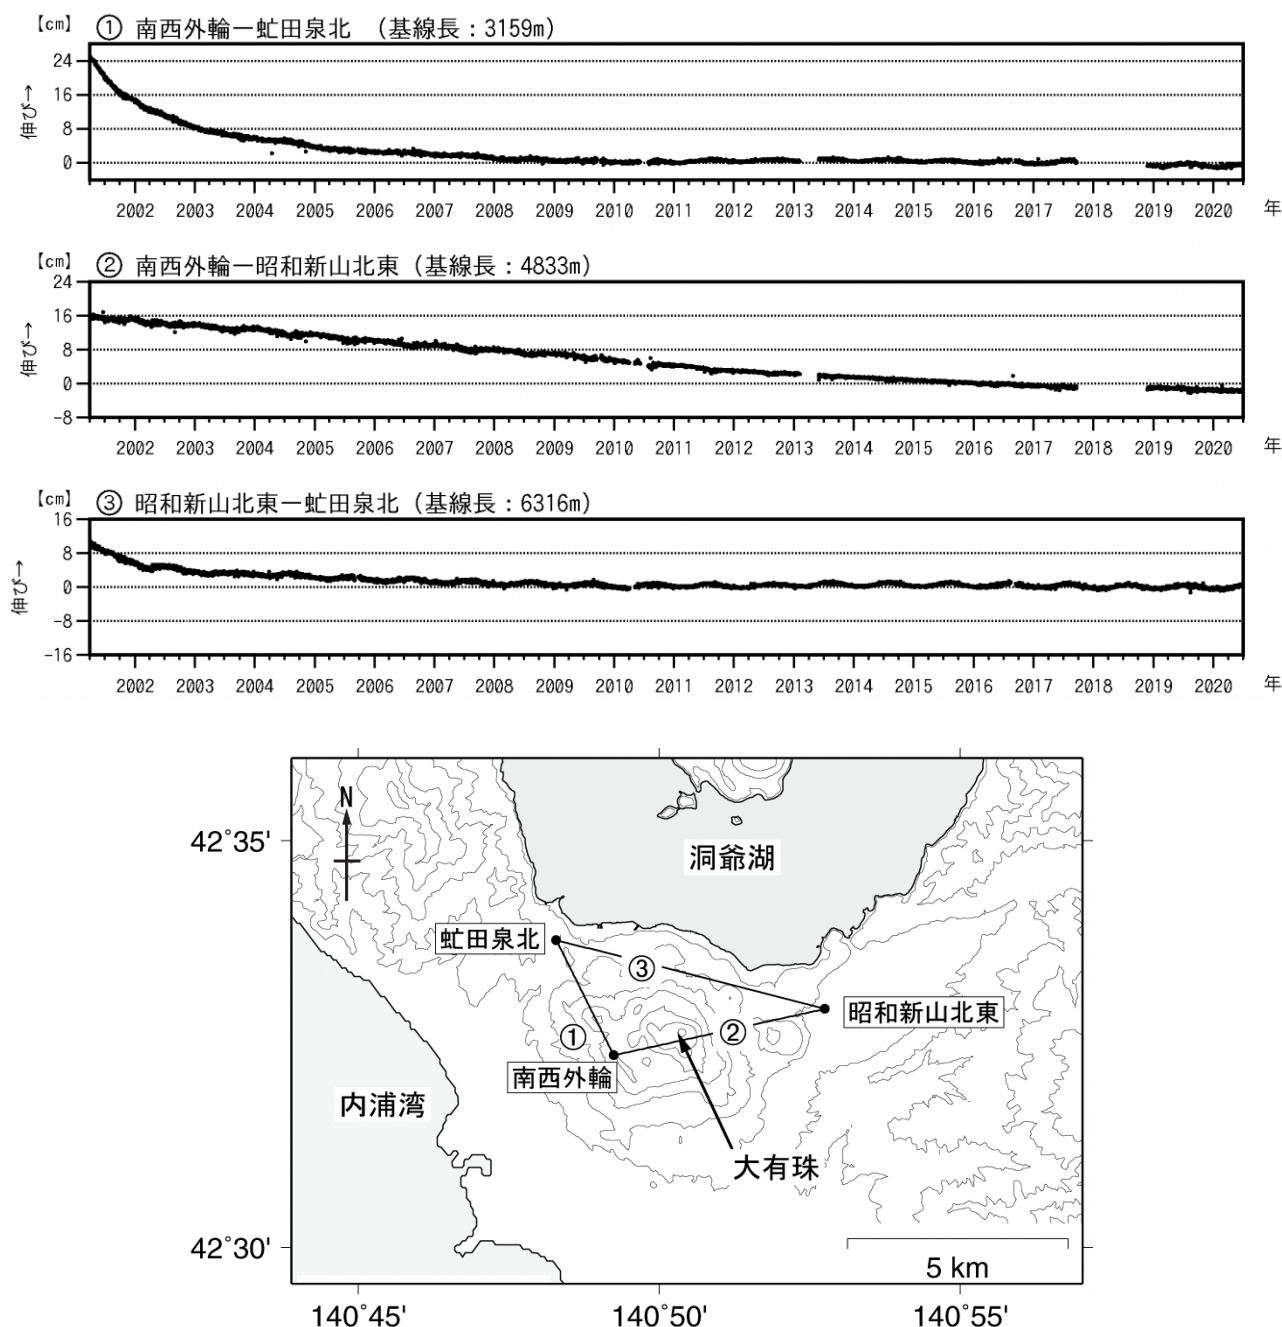 【cm】 ① 南西外輪ー虻田泉北 （基線長：3159m）
24
16
8
0
伸び→
2002 2003 2004 2005 2006 2007 2008 2009 2010 2011 2012 2013 2014 2015 2016 2017 2018 2019 2020 年
【cm】 ② 南西外輪ー昭和新山北東（基線長：4833m）
24
16
8
0
-8
伸び→
2002 2003 2004 2005 2006 2007 2008 2009 2010 2011 2012 2013 2014 2015 2016 2017 2018 2019 2020 年
【cm】 ③ 昭和新山北東ー虻田泉北（基線長：6316m）
16
8
0
-8
-16
伸び→
2002 2003 2004 2005 2006 2007 2008 2009 2010 2011 2012 2013 2014 2015 2016 2017 2018 2019 2020 年
N
42°35'
洞爺湖
虻田泉北
③
昭和新山北東
①
②
南西外輪
内浦湾
大有珠
42°30'
5 km
140°45' 140°50' 140°55'